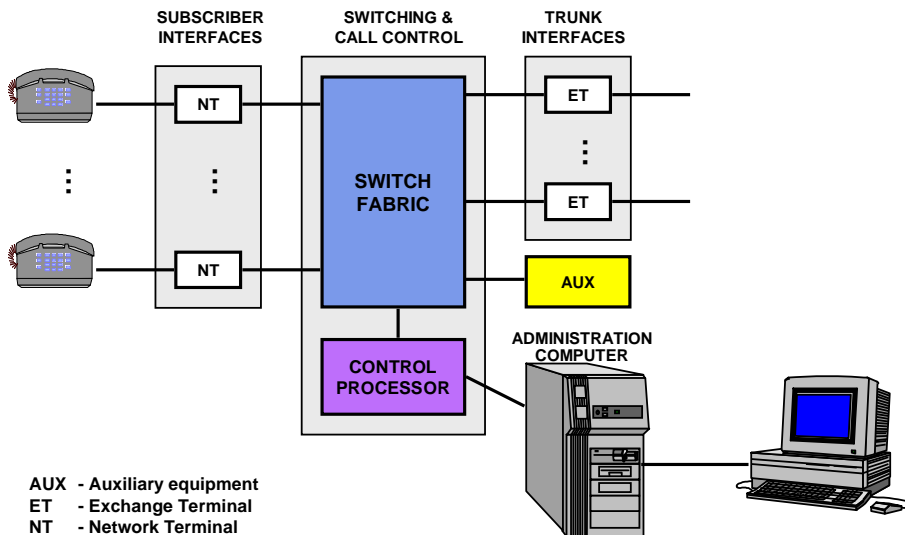 SUBSCRIBER
INTERFACES
SWITCHING &
CALL CONTROL
TRUNK
INTERFACES
NT
ET
⋮
⋮
⋮
SWITCH
FABRIC
ET
NT
AUX
CONTROL
PROCESSOR
ADMINISTRATION
COMPUTER
AUX - Auxiliary equipment
ET - Exchange Terminal
NT - Network Terminal